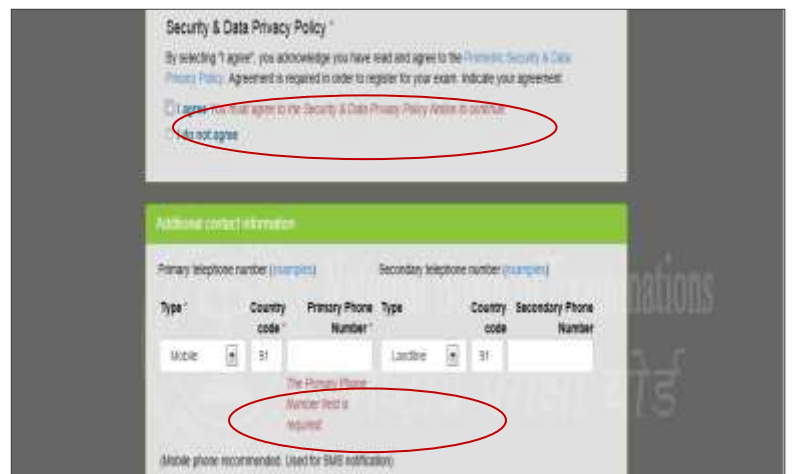 Security & Data Privacy Policy *
By selecting "I agree", you acknowledge you have read and agree to the Prometric Security & Data
Privacy Policy. Agreement is required in order to register for your exam. Indicate your agreement:
I agree You must agree to the Security & Data Privacy Policy Notice to continue
I do not agree
Additional contact information
Primary telephone number (examples) Secondary telephone number (examples)
Type * Country code * Primary Phone Number * Type Country code Secondary Phone Number
Mobile 91 Landline 91
The Primary Phone
Number field is
required
(Mobile phone recommended. Used for SMS notification)